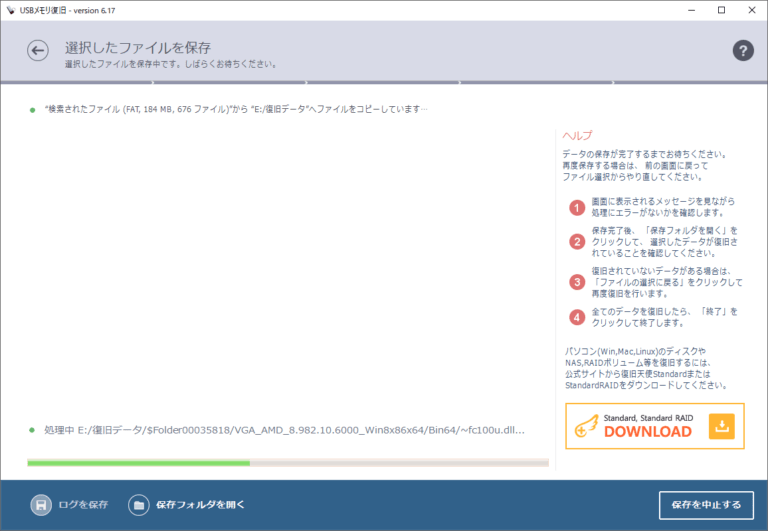 USBメモリ復旧 - version 6.17
選択したファイルを保存
選択したファイルを保存中です。しばらくお待ちください。
?
"検索されたファイル (FAT, 184 MB, 676 ファイル)"から "E:/復旧データ"へファイルをコピーしています…
ヘルプ
データの保存が完了するまでお待ちください。
再度保存する場合は、 前の画面に戻って
ファイル選択からやり直してください。
1 画面に表示されるメッセージを見ながら
処理にエラーがないかを確認します。
2 保存完了後、 「保存フォルダを開く」を
クリックして、 選択したデータが復旧さ
れていることを確認してください。
3 復旧されていないデータがある場合は、
「ファイルの選択に戻る」をクリックして
再度復旧を行います。
4 全てのデータを復旧したら、 「終了」を
クリックして終了します。
パソコン(Win,Mac,Linux)のディスクや
NAS,RAIDボリューム等を復旧するには、
公式サイトから復旧天使Standardまたは
StandardRAIDをダウンロードしてください。
Standard, Standard RAID
DOWNLOAD
処理中 E:/復旧データ/$Folder00035818/VGA_AMD_8.982.10.6000_Win8x86x64/Bin64/~fc100u.dll...
ログを保存
保存フォルダを開く
保存を中止する